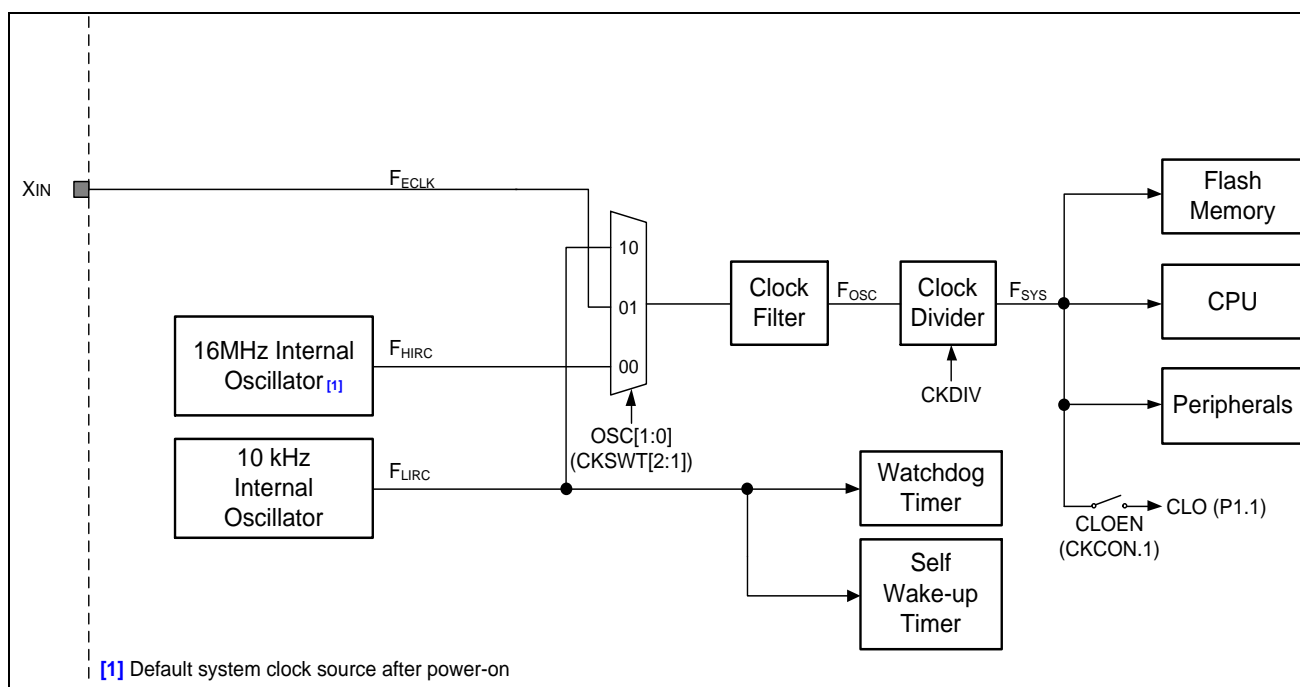 XIN
FECLK
10
01
00
16MHz Internal
Oscillator [1]
FHIRC
OSC[1:0]
(CKSWT[2:1])
10 kHz
Internal
Oscillator
FLIRC
Clock
Filter
FOSC
Clock
Divider
FSYS
CKDIV
Flash
Memory
CPU
Peripherals
CLO (P1.1)
CLOEN
(CKCON.1)
Watchdog
Timer
Self
Wake-up
Timer
[1] Default system clock source after power-on